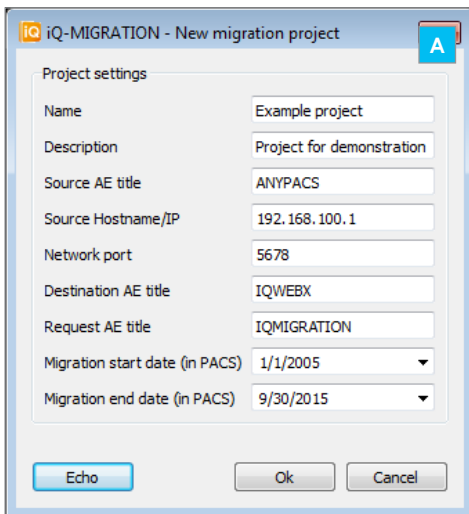 iQ iQ-MIGRATION - New migration project
A
Project settings
Name Example project
Description Project for demonstration
Source AE title ANYPACS
Source Hostname/IP 192.168.100.1
Network port 5678
Destination AE title IQWEBX
Request AE title IQMIGRATION
Migration start date (in PACS) 1/1/2005
Migration end date (in PACS) 9/30/2015
Echo Ok Cancel